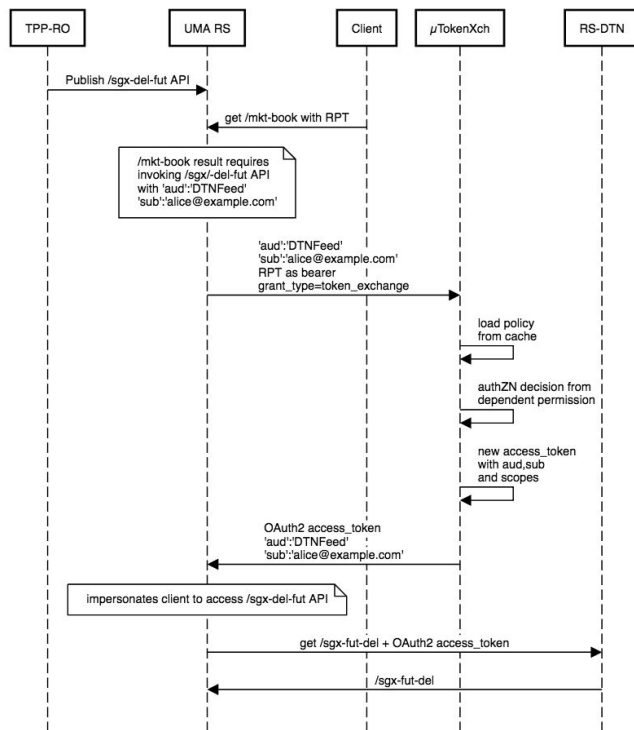 TPP-RO
UMA RS
Client
μTokenXch
RS-DTN
Publish /sgx-del-fut API
get /mkt-book with RPT
/mkt-book result requires
invoking /sgx/-del-fut API
with 'aud':'DTNFeed'
'sub':'alice@example.com'
'aud':'DTNFeed'
'sub':'alice@example.com'
RPT as bearer
grant_type=token_exchange
load policy
from cache
authZN decision from
dependent permission
new access_token
with aud,sub
and scopes
OAuth2 access_token
'aud':'DTNFeed'
'sub':'alice@example.com'
impersonates client to access /sgx-del-fut API
get /sgx-fut-del + OAuth2 access_token
/sgx-fut-del